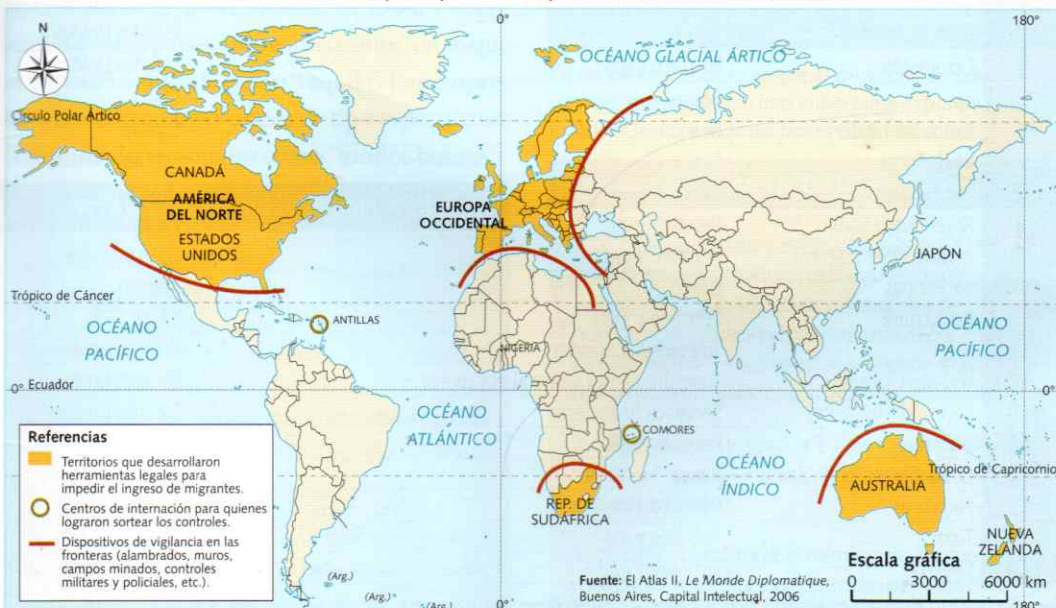 0°
180°
N
OCÉANO GLACIAL ÁRTICO
Círculo Polar Ártico
CANADÁ
AMÉRICA
DEL NORTE
ESTADOS
UNIDOS
EUROPA
OCCIDENTAL
JAPÓN
Trópico de Cáncer
ANTILLAS
OCÉANO
PACÍFICO
NIGERIA
OCÉANO
PACÍFICO
0° Ecuador
0°
OCÉANO
ATLÁNTICO
COMORES
OCÉANO
ÍNDICO
Trópico de Capricornio
AUSTRALIA
REP. DE
SUDÁFRICA
NUEVA
ZELANDA
Referencias
Territorios que desarrollaron
herramientas legales para
impedir el ingreso de migrantes.
Centros de internación para quienes
lograron sortear los controles.
Dispositivos de vigilancia en las
fronteras (alambrados, muros,
campos minados, controles
militares y policiales, etc.).
(Arg.)
(Arg.)
(Arg.)
Fuente: El Atlas II, Le Monde Diplomatique,
Buenos Aires, Capital Intelectual, 2006
Escala gráfica
0 3000 6000 km
0°
180°